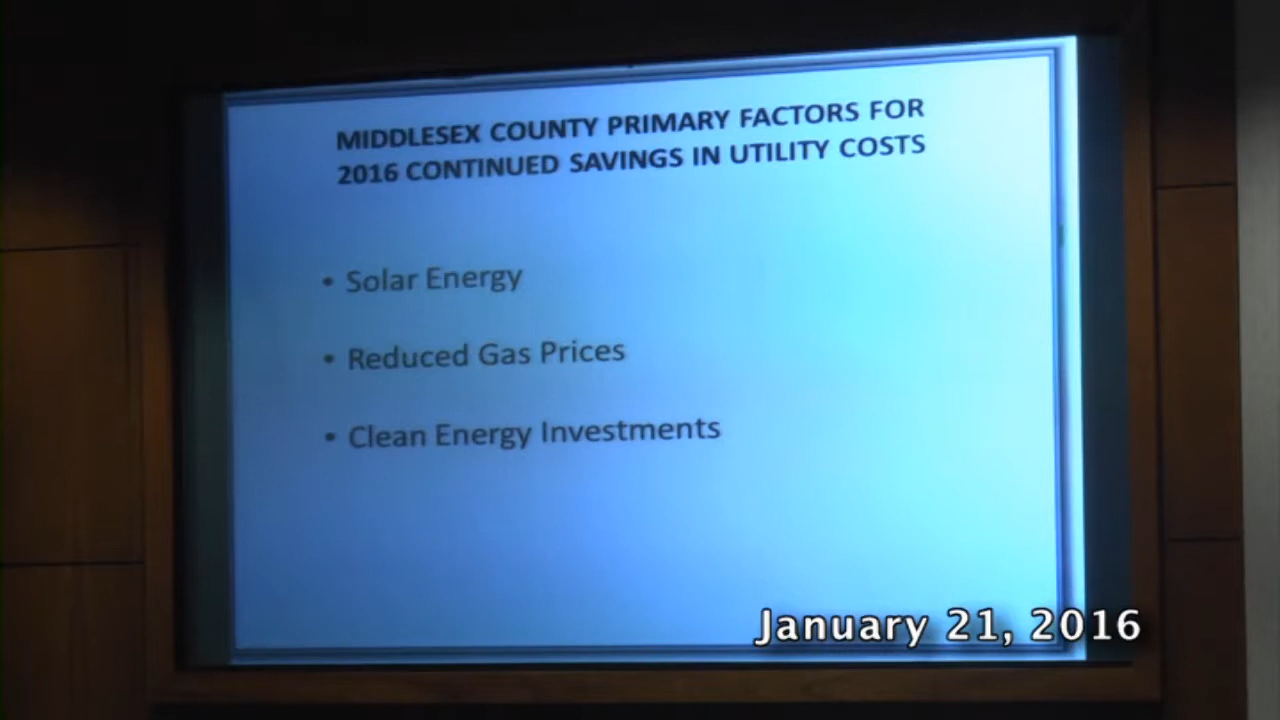 MIDDLESEX COUNTY PRIMARY FACTORS FOR
2016 CONTINUED SAVINGS IN UTILITY COSTS
• Solar Energy
• Reduced Gas Prices
• Clean Energy Investments
January 21, 2016